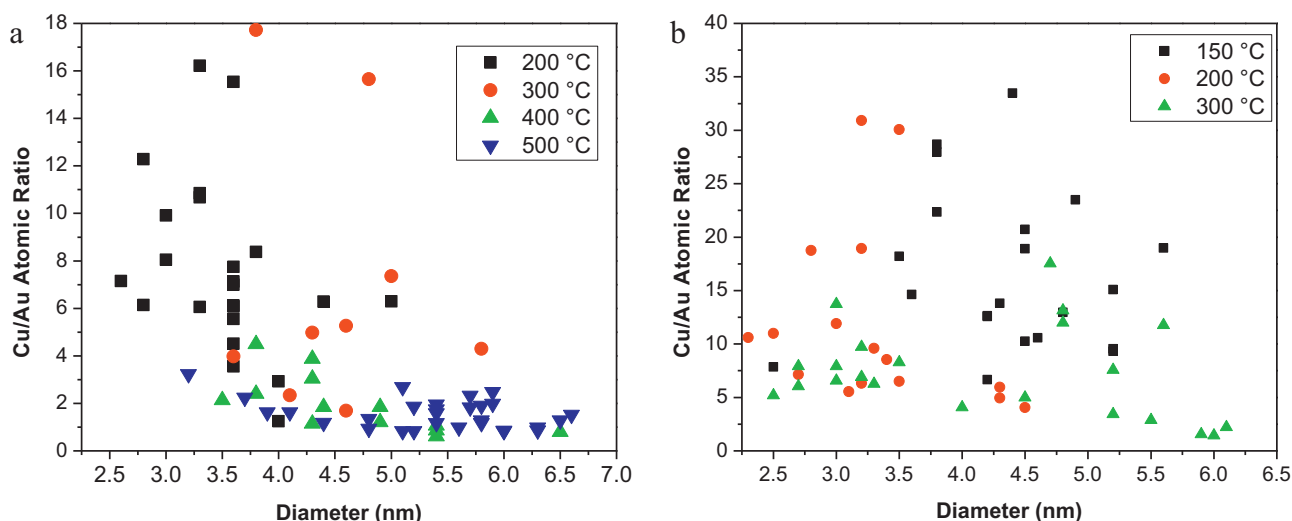 a
18
16
14
12
10
8
6
4
2
0
Cu/Au Atomic Ratio
200 °C
300 °C
400 °C
500 °C
2.5 3.0 3.5 4.0 4.5 5.0 5.5 6.0 6.5 7.0
Diameter (nm)
b
40
35
30
25
20
15
10
5
0
Cu/Au Atomic Ratio
150 °C
200 °C
300 °C
2.5 3.0 3.5 4.0 4.5 5.0 5.5 6.0 6.5
Diameter (nm)